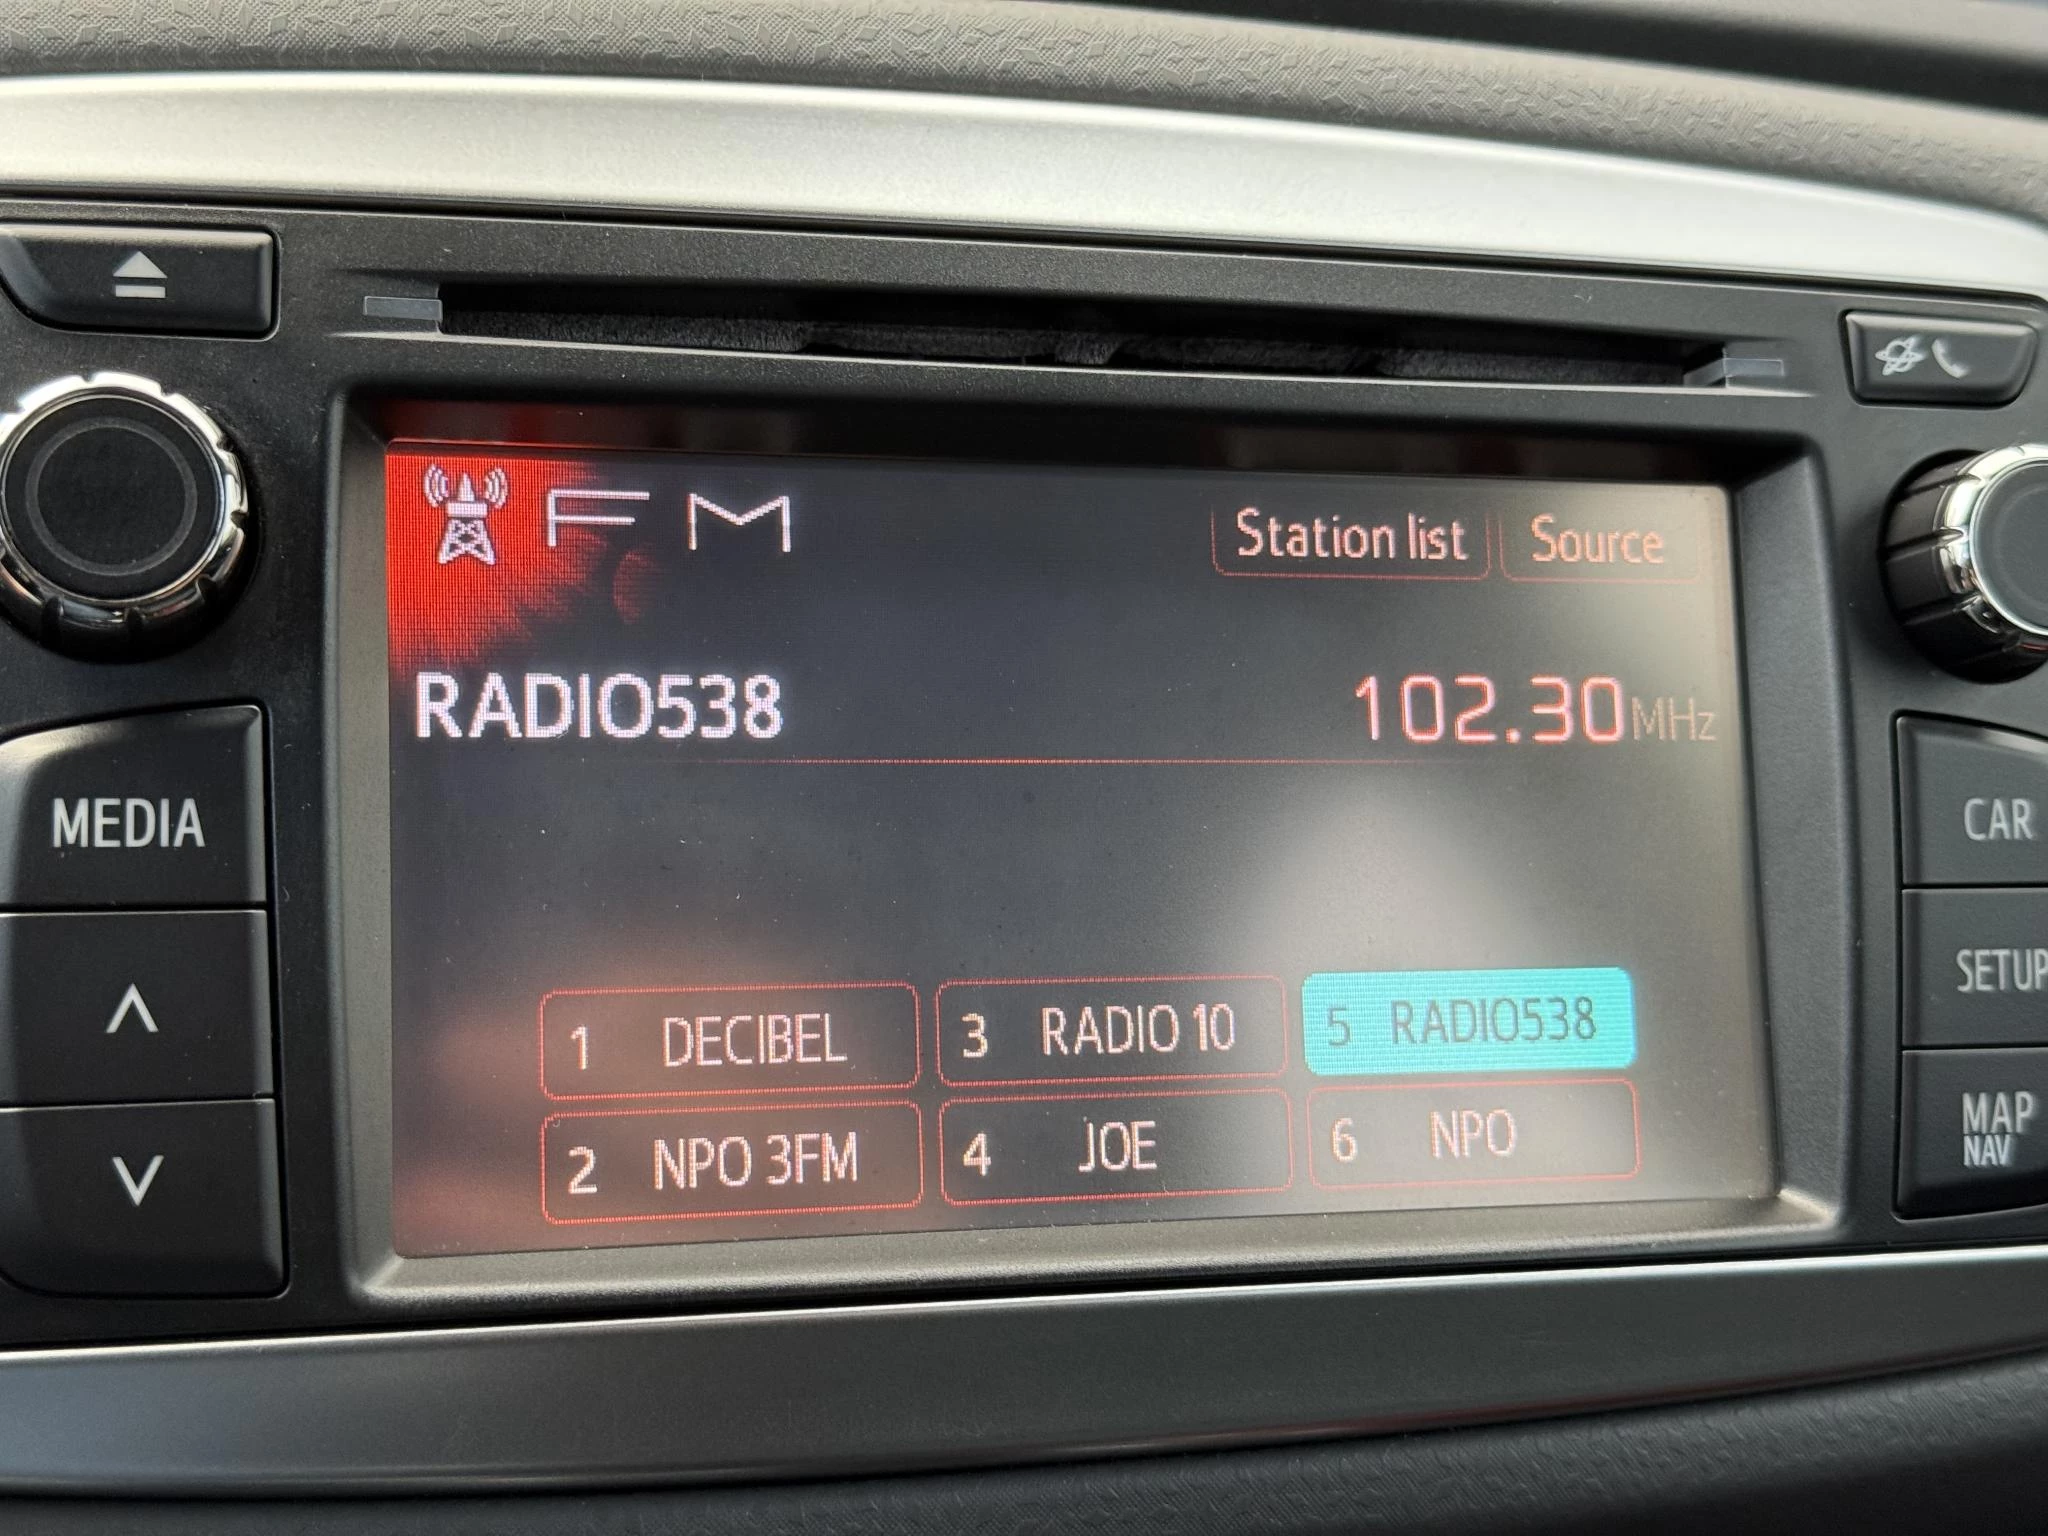 FM
Station list
Source
RADIO538
102.30MHz
MEDIA
CAR
SETUP
MAP
NAV
1 DECIBEL
3 RADIO 10
5 RADIO538
2 NPO 3FM
4 JOE
6 NPO